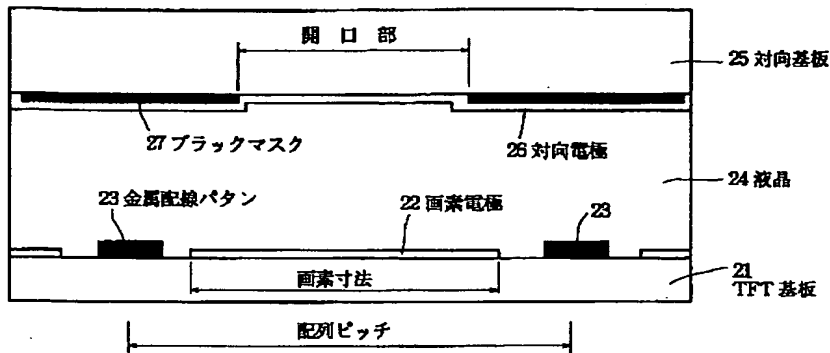 開口部
25 対向基板
27 ブラックマスク
26 対向電極
24 液晶
23 金属配線パタン
22 画素電極
23
画素寸法
21
TFT 基板
配列ピッチ